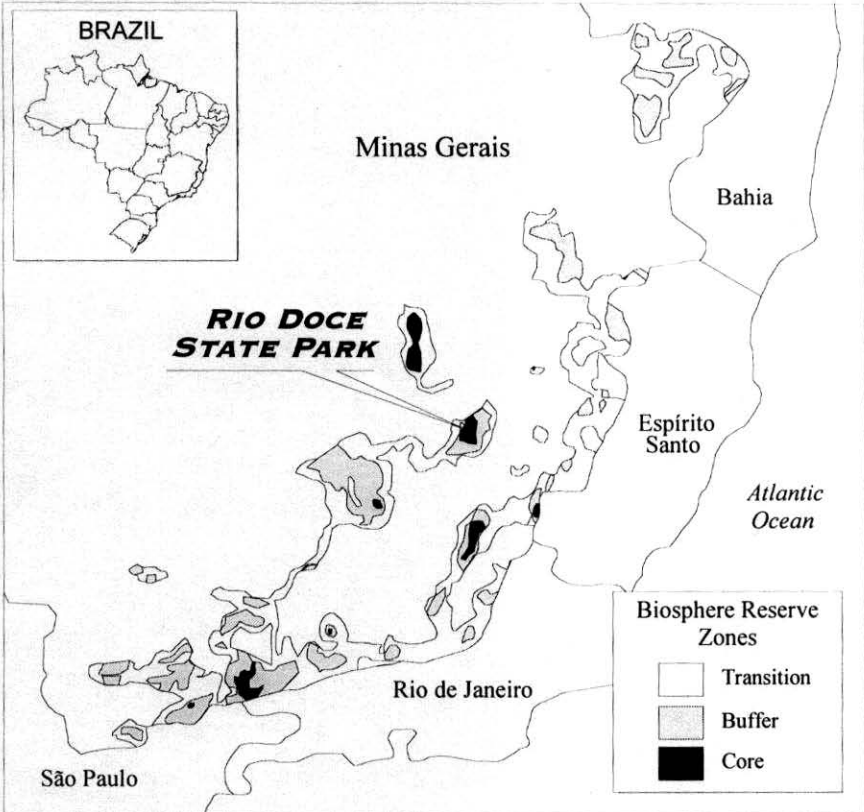 BRAZIL
Minas Gerais
Bahia
RIO DOCE
STATE PARK
Espírito
Santo
Atlantic
Ocean
Biosphere Reserve
Zones
Transition
Buffer
Core
Rio de Janeiro
São Paulo